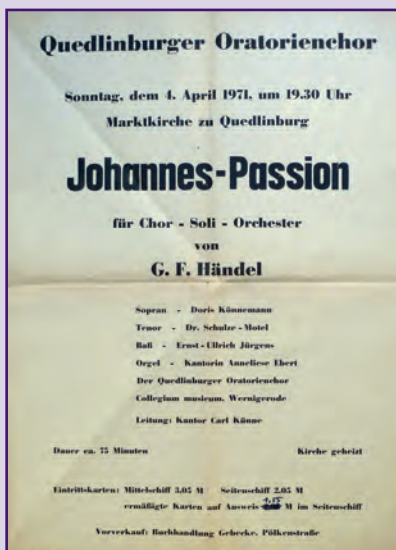 Quedlinburger Oratorienchor
Sonntag, dem 4. April 1971, um 19.30 Uhr
Marktkirche zu Quedlinburg
Johannes-Passion
für Chor - Soli - Orchester
von
G. F. Händel
Sopran - Doris Könnemann
Tenor - Dr. Schulze-Motel
Baß - Ernst-Ullrich Jürgens
Orgel - Kantorin Anneliese Ebert
Der Quedlinburger Oratorienchor
Collegium musicum, Wernigerode
Leitung: Kantor Carl Künne
Dauer ca. 75 Minuten Kirche geheizt
Eintrittskarten: Mittelschiff 3,05 M Seitenschiff 2,05 M
ermäßigte Karten auf Ausweis M im Seitenschiff
Vorverkauf: Buchhandlung Gebecke, Pölkenstraße